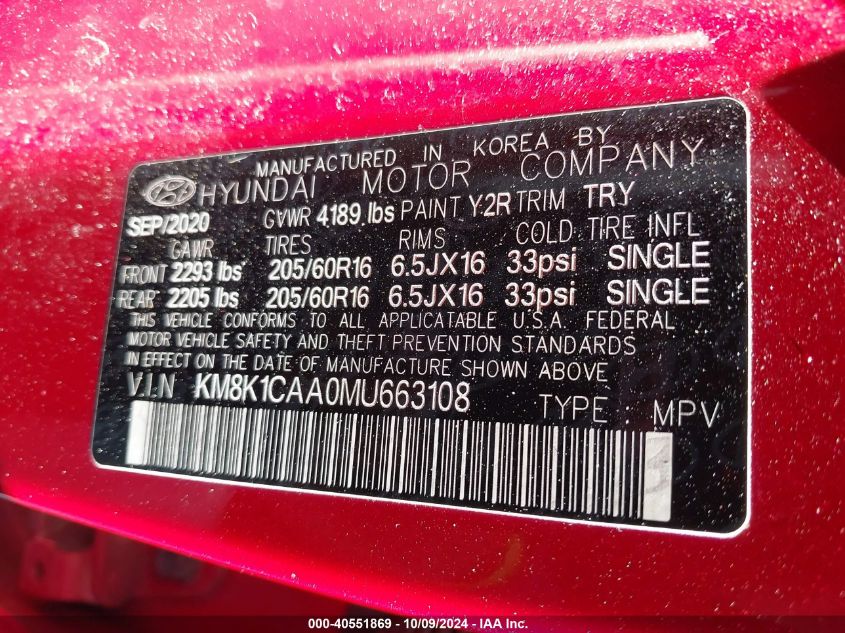 MANUFACTURED IN KOREA BY
HYUNDAI MOTOR COMPANY
SEP/2020 GVWR 4189 lbs PAINT Y2R TRIM TRY
GAWR TIRES RIMS COLD TIRE INFL
FRONT 2293 lbs 205/60R16 6.5JX16 33psi SINGLE
REAR 2205 lbs 205/60R16 6.5JX16 33psi SINGLE
THIS VEHICLE CONFORMS TO ALL APPLICATABLE U.S.A. FEDERAL
MOTOR VEHICLE SAFETY AND THEFT PREVENTION STANDARDS
IN EFFECT ON THE DATE OF MANUFACTURE SHOWN ABOVE
VIN KM8K1CAA0MU663108 TYPE : MPV
000-40551869 - 10/09/2024 - IAA Inc.